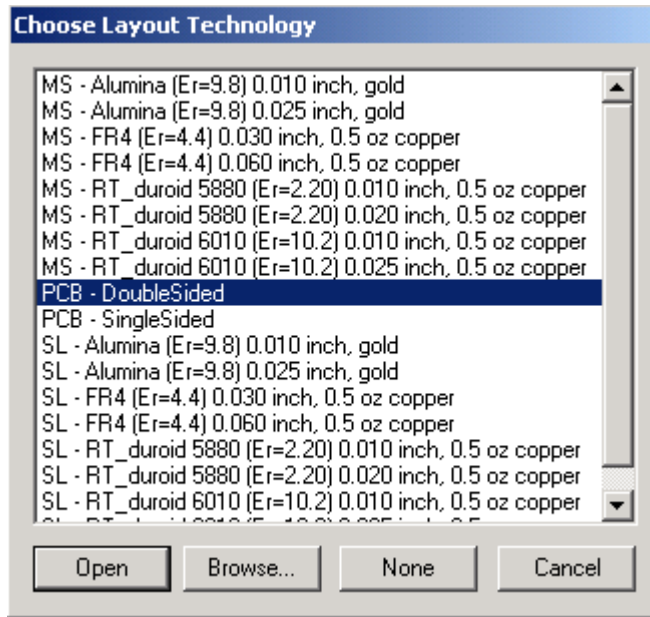 Choose Layout Technology
MS - Alumina (Er=9.8) 0.010 inch, gold
MS - Alumina (Er=9.8) 0.025 inch, gold
MS - FR4 (Er=4.4) 0.030 inch, 0.5 oz copper
MS - FR4 (Er=4.4) 0.060 inch, 0.5 oz copper
MS - RT_duroid 5880 (Er=2.20) 0.010 inch, 0.5 oz copper
MS - RT_duroid 5880 (Er=2.20) 0.020 inch, 0.5 oz copper
MS - RT_duroid 6010 (Er=10.2) 0.010 inch, 0.5 oz copper
MS - RT_duroid 6010 (Er=10.2) 0.025 inch, 0.5 oz copper
PCB - DoubleSided
PCB - SingleSided
SL - Alumina (Er=9.8) 0.010 inch, gold
SL - Alumina (Er=9.8) 0.025 inch, gold
SL - FR4 (Er=4.4) 0.030 inch, 0.5 oz copper
SL - FR4 (Er=4.4) 0.060 inch, 0.5 oz copper
SL - RT_duroid 5880 (Er=2.20) 0.010 inch, 0.5 oz copper
SL - RT_duroid 5880 (Er=2.20) 0.020 inch, 0.5 oz copper
SL - RT_duroid 6010 (Er=10.2) 0.010 inch, 0.5 oz copper
Open Browse... None Cancel